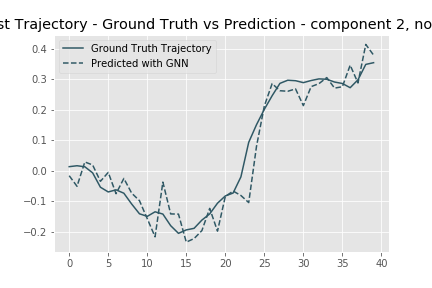 st Trajectory - Ground Truth vs Prediction - component 2, no
Ground Truth Trajectory
Predicted with GNN
0.4
0.3
0.2
0.1
0.0
−0.1
−0.2
0 5 10 15 20 25 30 35 40